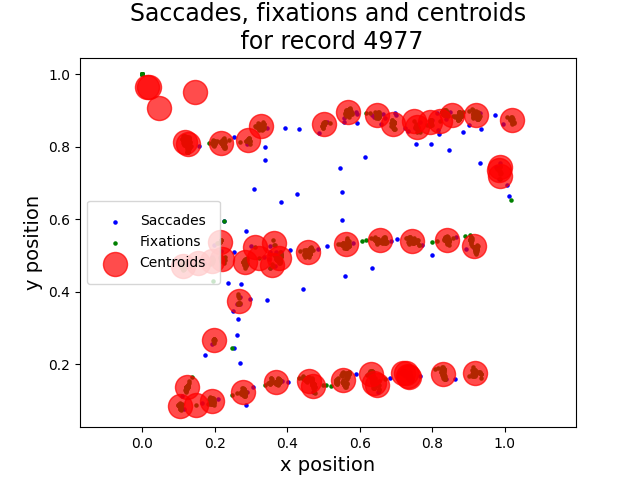 Saccades, fixations and centroids
for record 4977
1.0
0.8
0.6
0.4
0.2
y position
Saccades
Fixations
Centroids
0.0
0.2
0.4
0.6
0.8
1.0
x position